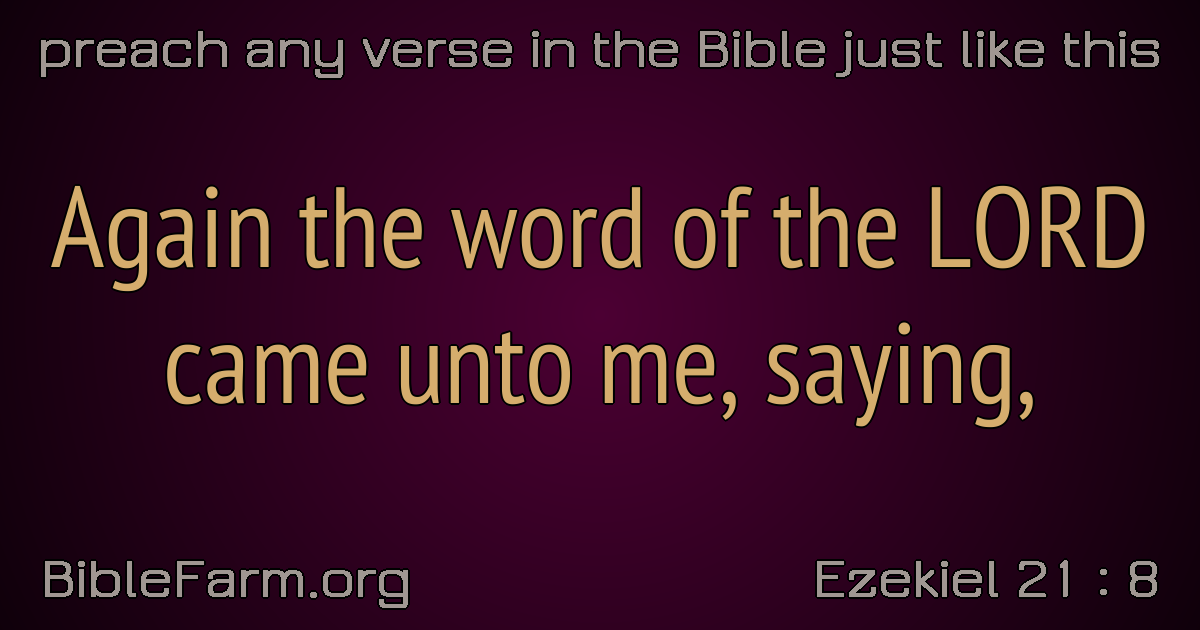 preach any verse in the Bible just like this
Again the word of the LORD
came unto me, saying,
BibleFarm.org
Ezekiel 21 : 8